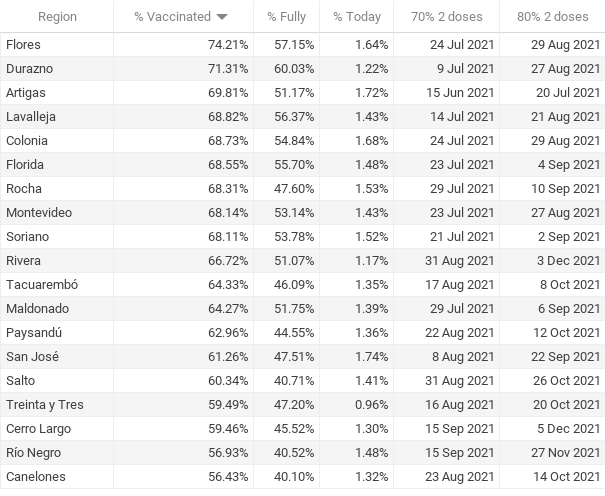 Region % Vaccinated % Fully % Today 70% 2 doses 80% 2 doses
Flores 74.21% 57.15% 1.64% 24 Jul 2021 29 Aug 2021
Durazno 71.31% 60.03% 1.22% 9 Jul 2021 27 Aug 2021
Artigas 69.81% 51.17% 1.72% 15 Jun 2021 20 Jul 2021
Lavalleja 68.82% 56.37% 1.43% 14 Jul 2021 21 Aug 2021
Colonia 68.73% 54.84% 1.68% 24 Jul 2021 29 Aug 2021
Florida 68.55% 55.70% 1.48% 23 Jul 2021 4 Sep 2021
Rocha 68.31% 47.60% 1.53% 29 Jul 2021 10 Sep 2021
Montevideo 68.14% 53.14% 1.43% 23 Jul 2021 27 Aug 2021
Soriano 68.11% 53.78% 1.52% 21 Jul 2021 2 Sep 2021
Rivera 66.72% 51.07% 1.17% 31 Aug 2021 3 Dec 2021
Tacuarembó 64.33% 46.09% 1.35% 17 Aug 2021 8 Oct 2021
Maldonado 64.27% 51.75% 1.39% 29 Jul 2021 6 Sep 2021
Paysandú 62.96% 44.55% 1.36% 22 Aug 2021 12 Oct 2021
San José 61.26% 47.51% 1.74% 8 Aug 2021 22 Sep 2021
Salto 60.34% 40.71% 1.41% 31 Aug 2021 26 Oct 2021
Treinta y Tres 59.49% 47.20% 0.96% 16 Aug 2021 20 Oct 2021
Cerro Largo 59.46% 45.52% 1.30% 15 Sep 2021 5 Dec 2021
Río Negro 56.93% 40.52% 1.48% 15 Sep 2021 27 Nov 2021
Canelones 56.43% 40.10% 1.32% 23 Aug 2021 14 Oct 2021